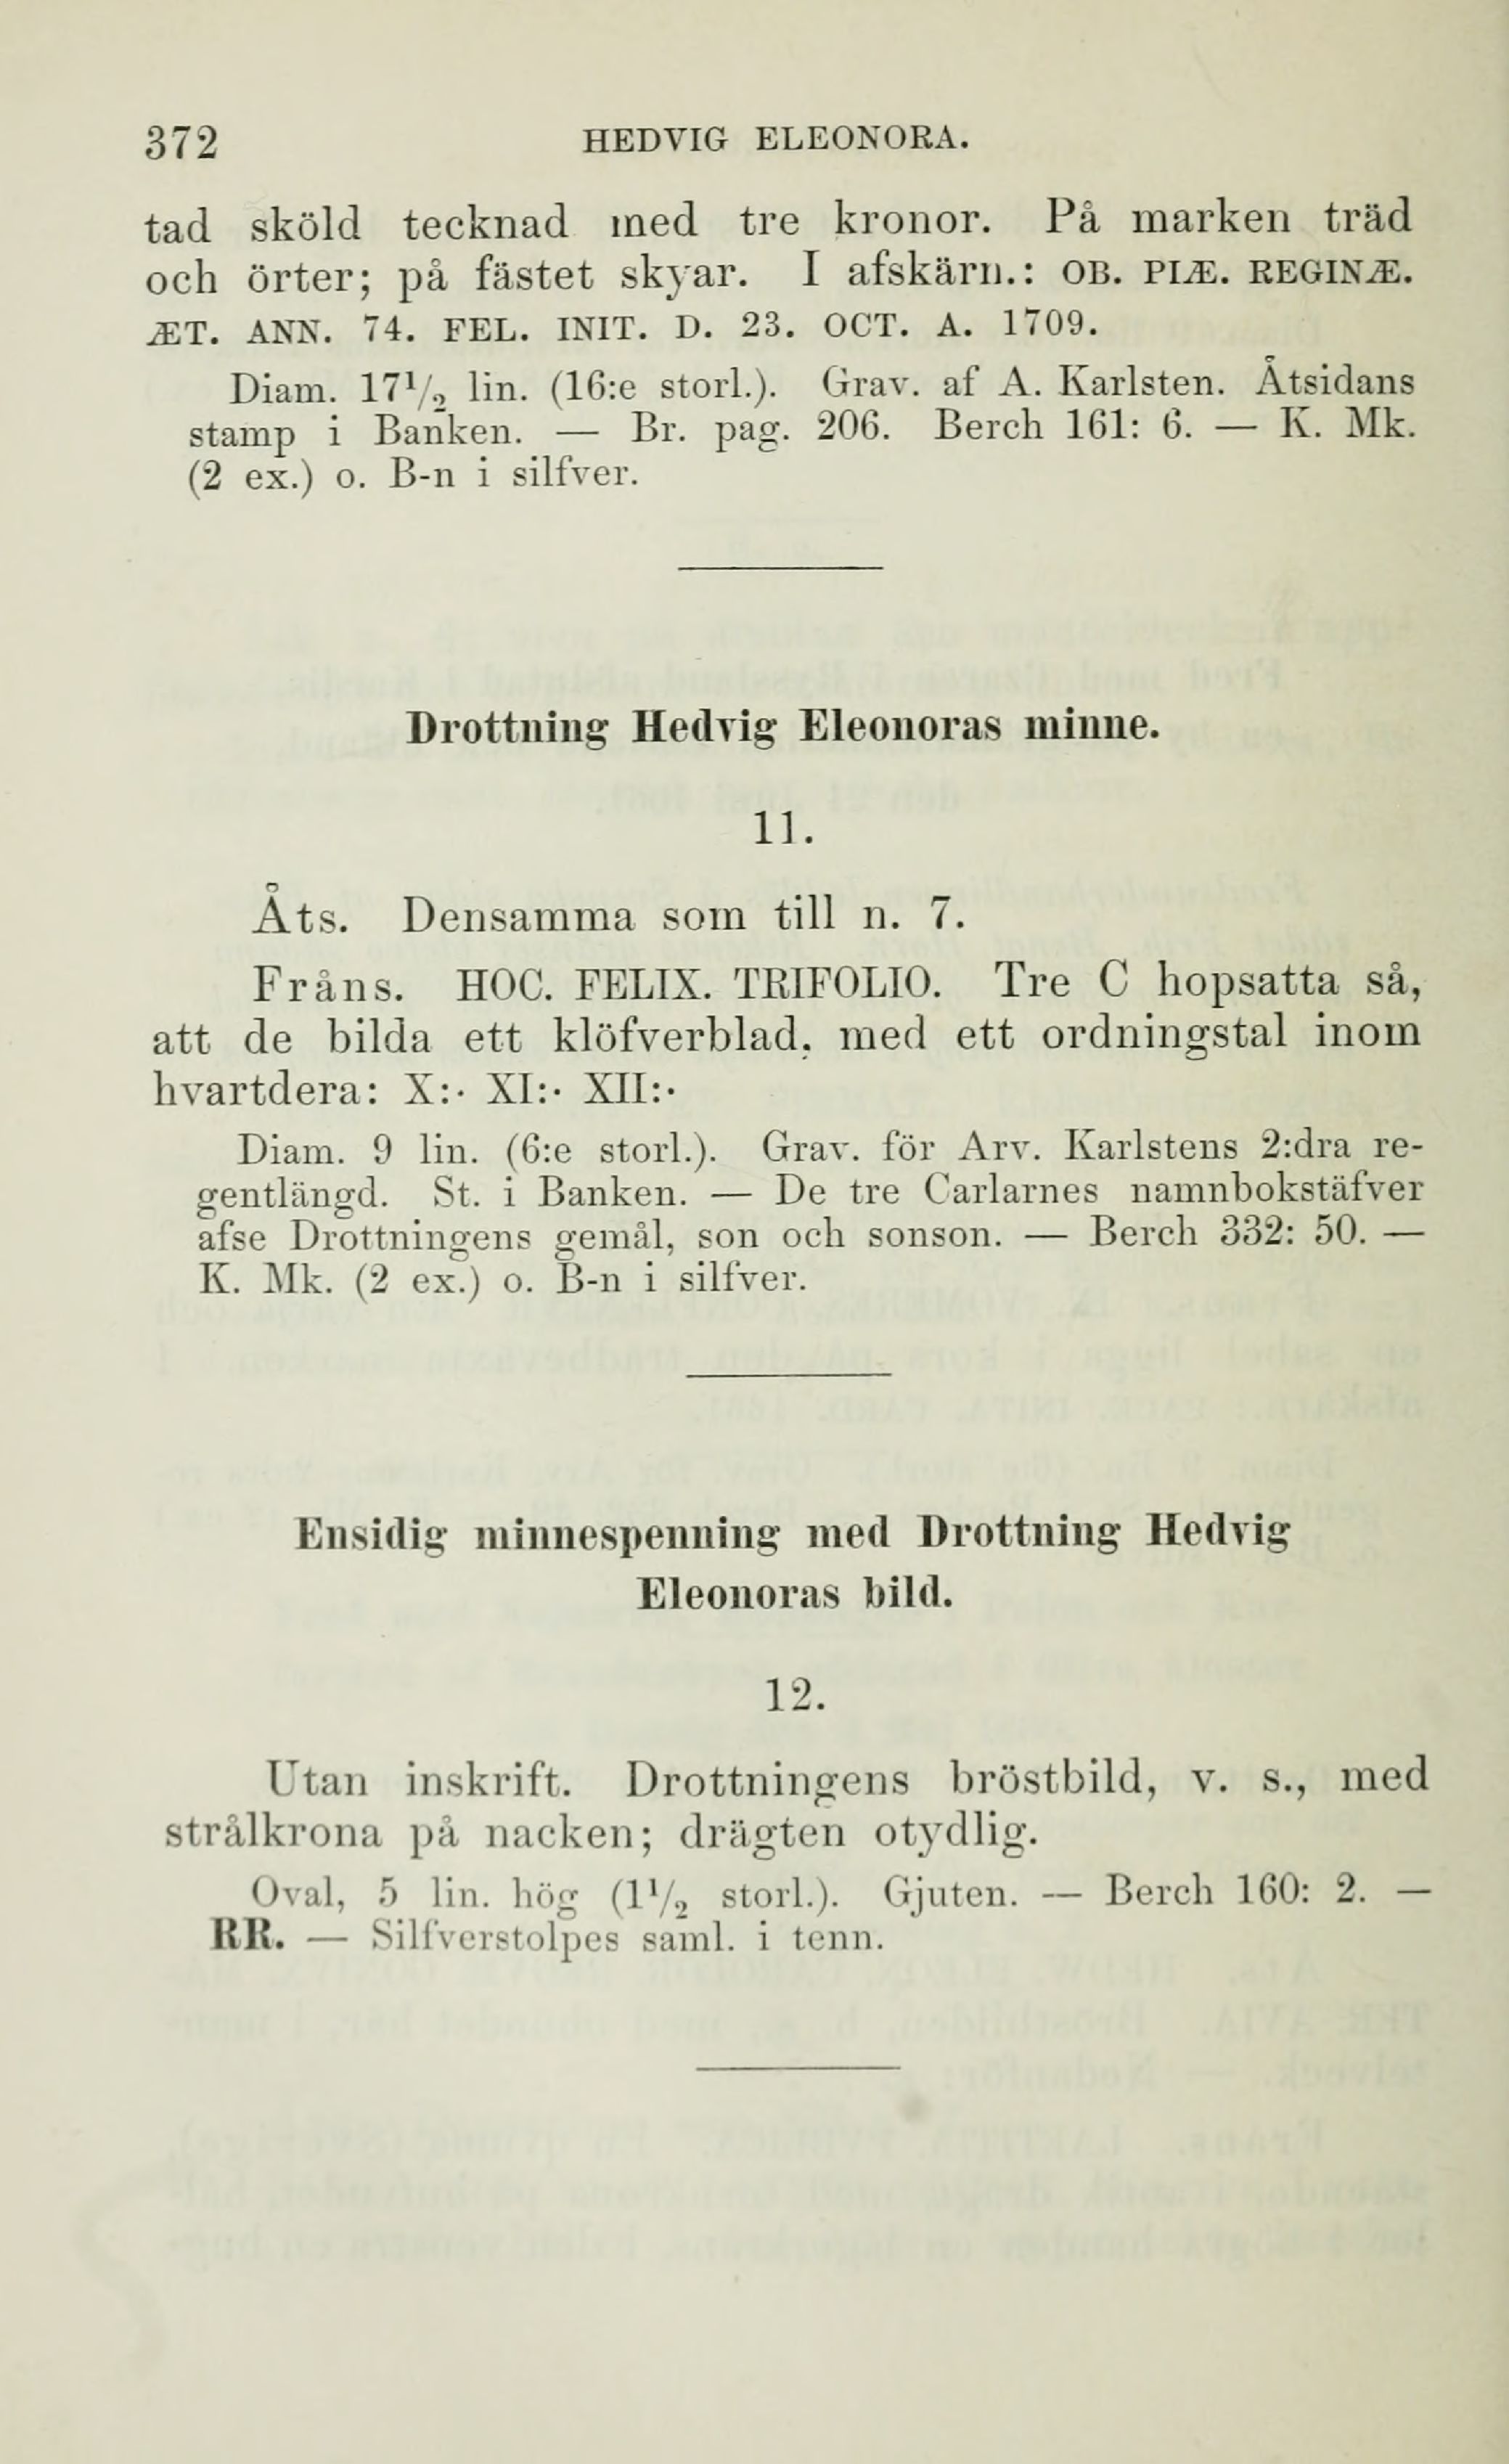 372 HEDVIG ELEONORA.
tad sköld tecknad med tre kronor. På marken träd
och örter; på fästet skyar. I afskärn.: OB. PIÆ. REGINÆ.
ÆT. ANN. 74. FEL. INIT. D. 23. OCT. A. 1709.
Diam. 17¹/₂ lin. (16:e storl.). Grav. af A. Karlsten. Åtsidans
stamp i Banken. — Br. pag. 206. Berch 161: 6. — K. Mk.
(2 ex.) o. B-n i silfver.
Drottning Hedvig Eleonoras minne.
11.
Åts. Densamma som till n. 7.
Fråns. HOC. FELIX. TRIFOLIO. Tre C hopsatta så,
att de bilda ett klöfverblad, med ett ordningstal inom
hvartdera: X:· XI:· XII:·
Diam. 9 lin. (6:e storl.). Grav. för Arv. Karlstens 2:dra re-
gentlängd. St. i Banken. — De tre Carlarnes namnbokstäfver
afse Drottningens gemål, son och sonson. — Berch 332: 50. —
K. Mk. (2 ex.) o. B-n i silfver.
Ensidig minnespenning med Drottning Hedvig
Eleonoras bild.
12.
Utan inskrift. Drottningens bröstbild, v. s., med
strålkrona på nacken; drägten otydlig.
Oval, 5 lin. hög (1¹/₂ storl.). Gjuten. — Berch 160: 2. —
RR. — Silfverstolpes saml. i tenn.